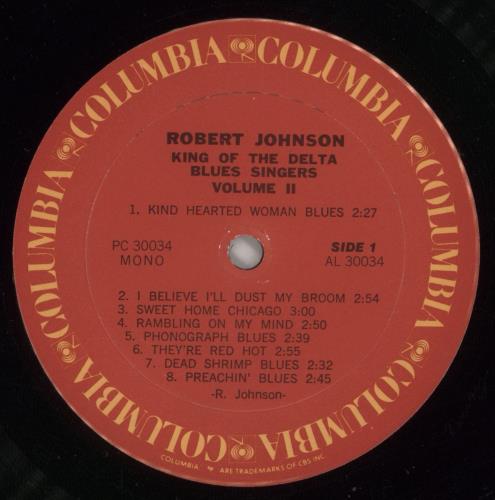 COLUMBIA COLUMBIA COLUMBIA COLUMBIA COLUMBIA COLUMBIA
ROBERT JOHNSON
KING OF THE DELTA
BLUES SINGERS
VOLUME II
1. KIND HEARTED WOMAN BLUES 2:27
PC 30034 SIDE 1
MONO AL 30034
2. I BELIEVE I'LL DUST MY BROOM 2:54
3. SWEET HOME CHICAGO 3:00
4. RAMBLING ON MY MIND 2:50
5. PHONOGRAPH BLUES 2:39
6. THEY'RE RED HOT 2:55
7. DEAD SHRIMP BLUES 2:32
8. PREACHIN' BLUES 2:45
-R. Johnson-
COLUMBIA, ARE TRADEMARKS OF CBS INC.